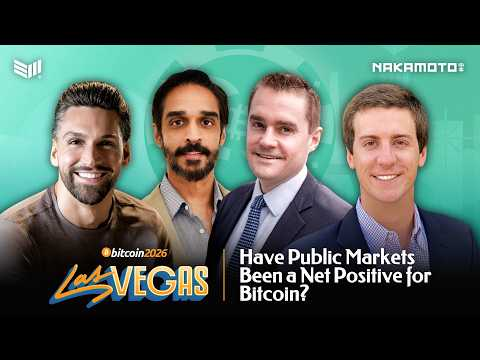 NAKAMOTO
bitcoin2026
Las VEGAS
Have Public Markets
Been a Net Positive for
Bitcoin?